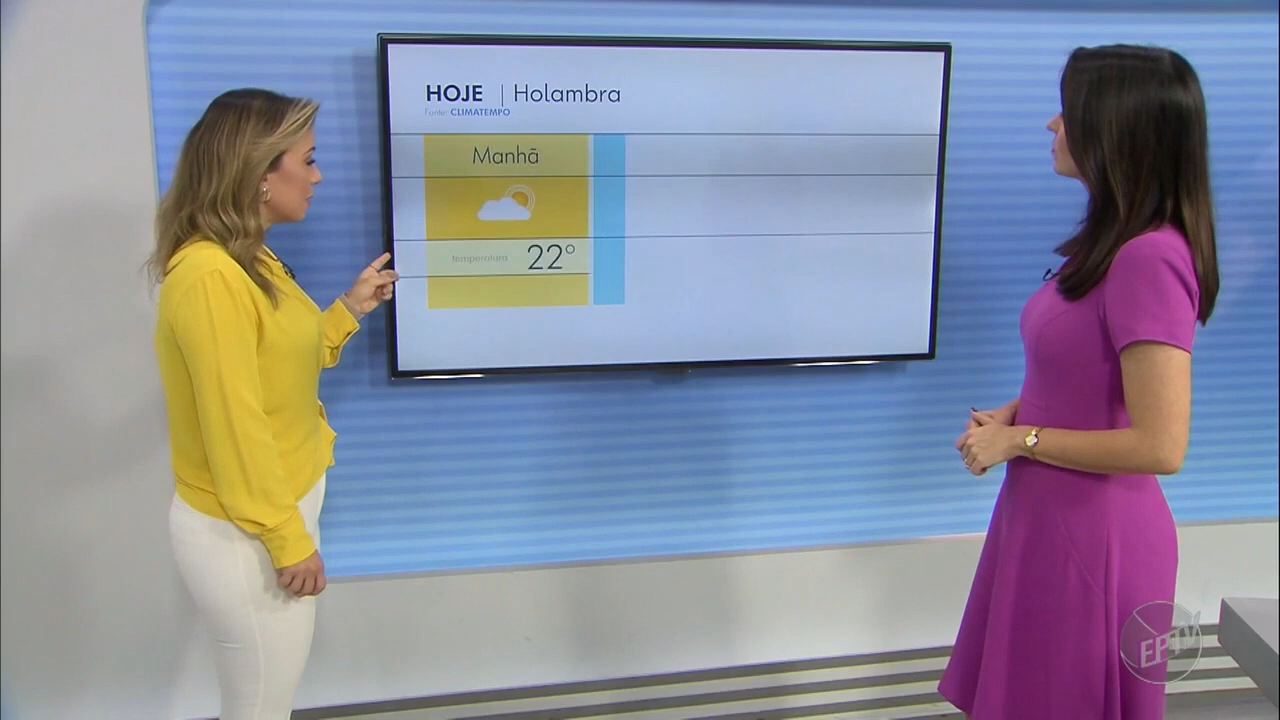 HOJE | Holambra
Fonte: CLIMATEMPO
Manhã
temperatura 22°
EPTV